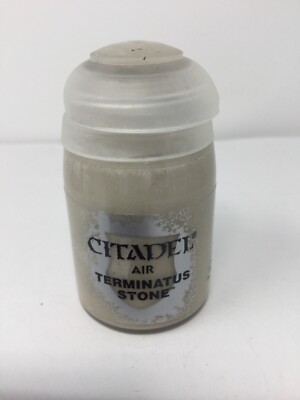 CITADEL
AIR
TERMINATUS
STONE